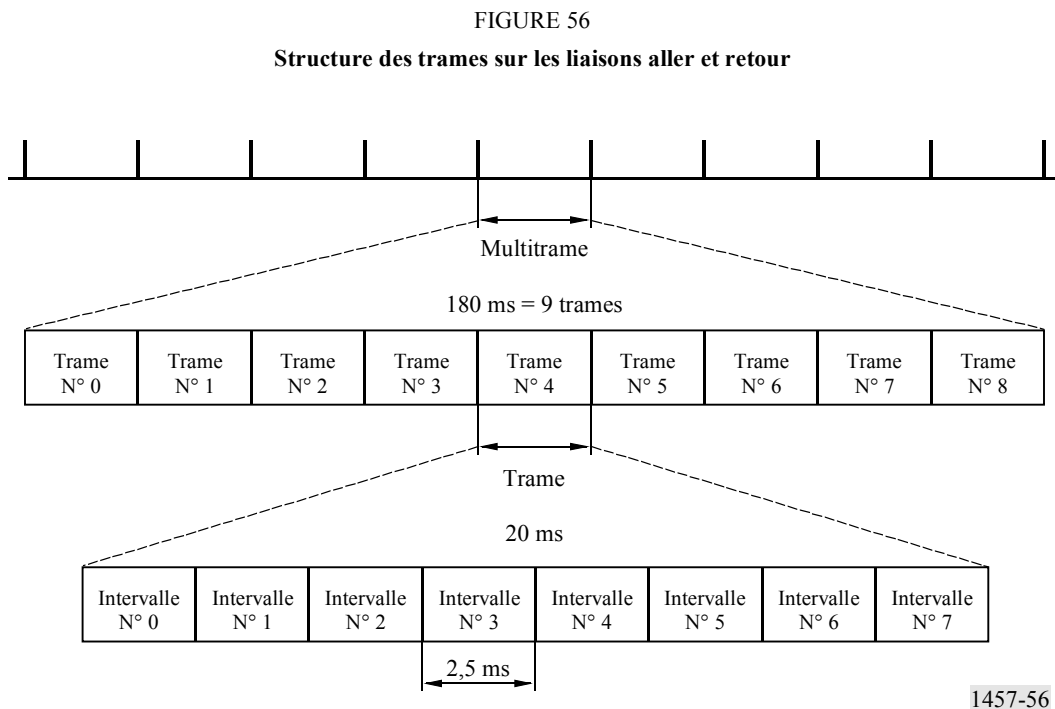 FIGURE 56
Structure des trames sur les liaisons aller et retour
Multitrame
180 ms = 9 trames
Trame Trame Trame Trame Trame Trame Trame Trame Trame
N° 0 N° 1 N° 2 N° 3 N° 4 N° 5 N° 6 N° 7 N° 8
Trame
20 ms
Intervalle Intervalle Intervalle Intervalle Intervalle Intervalle Intervalle Intervalle
N° 0 N° 1 N° 2 N° 3 N° 4 N° 5 N° 6 N° 7
2,5 ms
1457-56